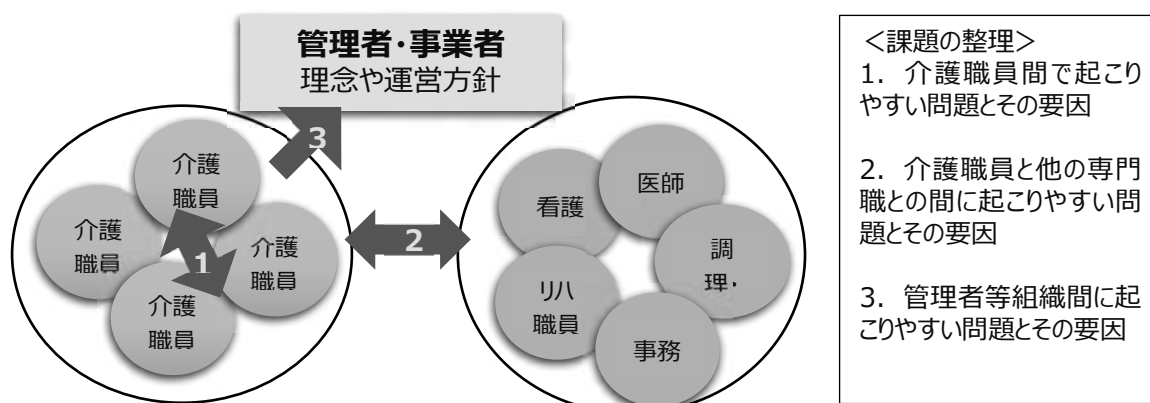 管理者・事業者
理念や運営方針
3
介護
職員
介護
職員
介護
職員
介護
職員
1
2
看護
医師
調
理・
リハ
職員
事務
＜課題の整理＞
1. 介護職員間で起こり
やすい問題とその要因
2. 介護職員と他の専門
職との間に起こりやすい問
題とその要因
3. 管理者等組織間に起
こりやすい問題とその要因